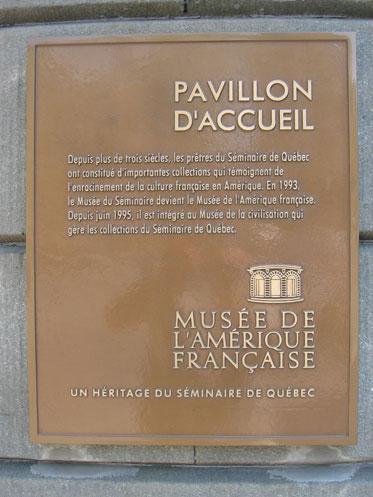 PAVILLON
D'ACCUEIL
Depuis plus de trois siècles, les prêtres du Séminaire de Québec
ont constitué d'importantes collections qui témoignent de
l'enracinement de la culture française en Amérique. En 1993,
le Musée du Séminaire devient le Musée de l'Amérique française.
Depuis juin 1995, il est intégré au Musée de la civilisation qui
gère les collections du Séminaire de Québec.
MUSÉE DE
L'AMÉRIQUE
FRANÇAISE
UN HÉRITAGE DU SÉMINAIRE DE QUÉBEC